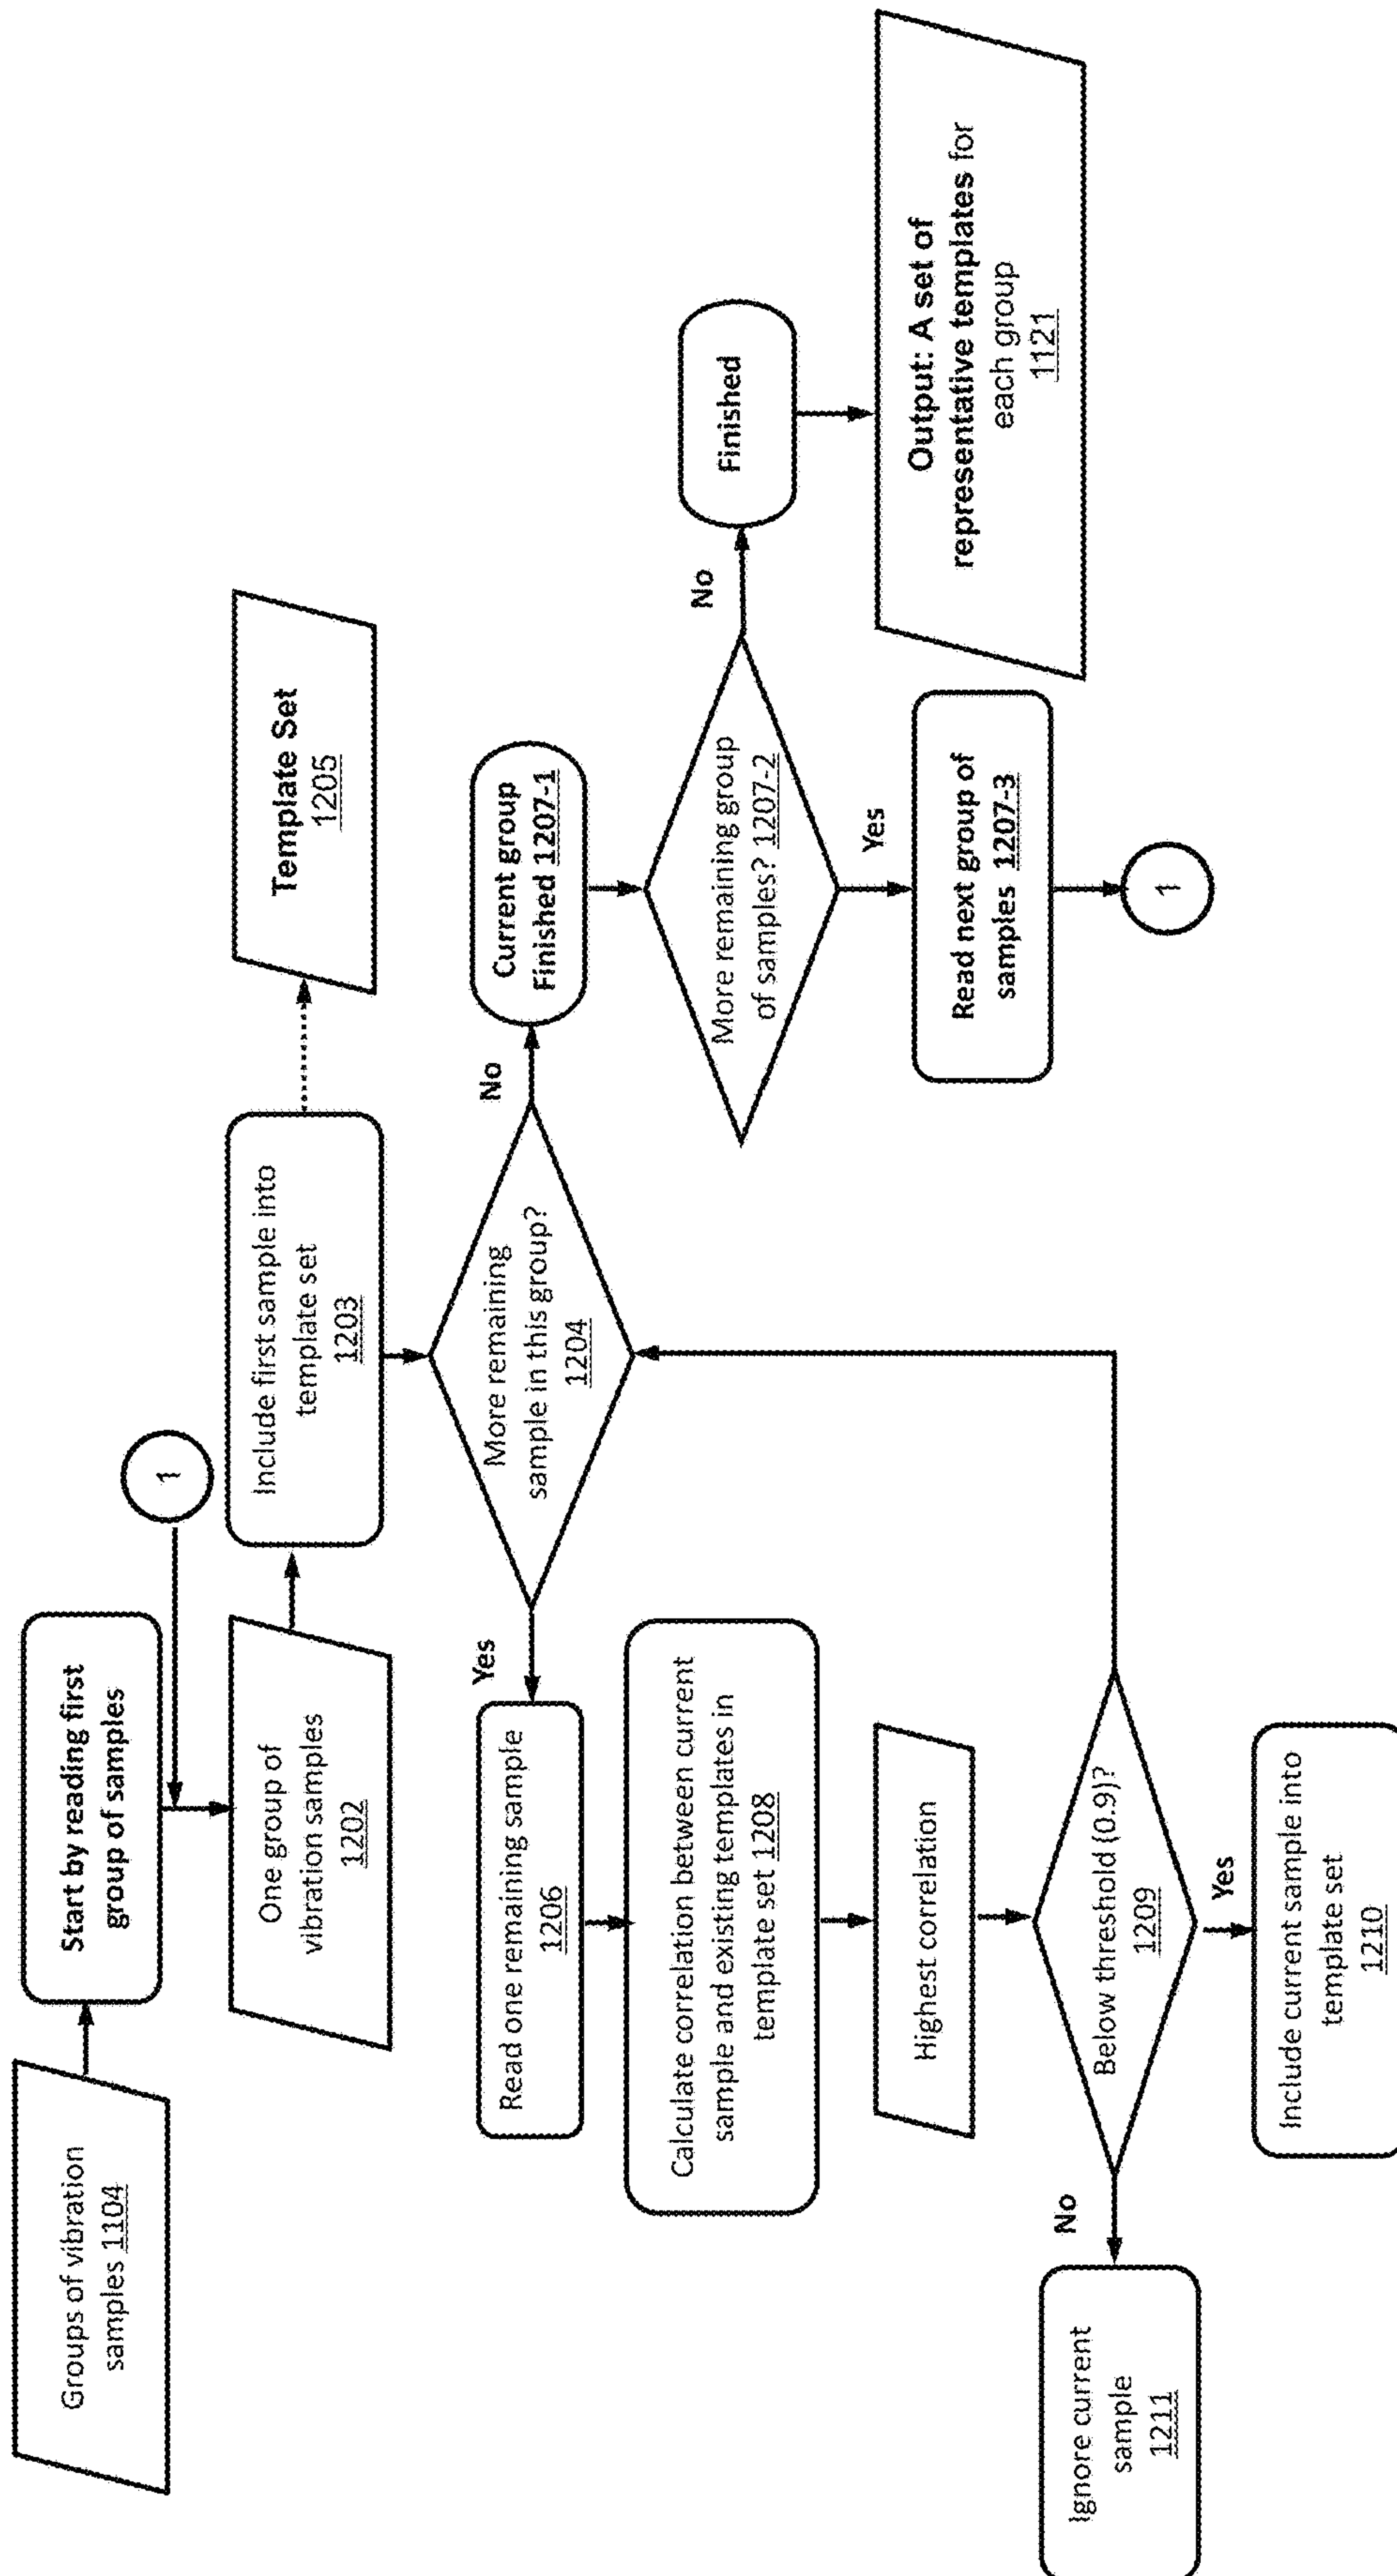 Groups of vibration
samples 1104
Start by reading first
group of samples
1
One group of
vibration samples
1202
Include first sample into
template set
1203
Template Set
1205
Yes
More remaining
sample in this group?
1204
No
Current group
Finished 1207-1
Read one remaining sample
1206
Calculate correlation between current
sample and existing templates in
template set 1208
Highest correlation
More remaining group
of samples? 1207-2
No
Finished
Yes
Read next group of
samples 1207-3
1
Output: A set of
representative templates for
each group
1121
Below threshold (0.9)?
1209
No
Ignore current
sample
1211
Yes
Include current sample into
template set
1210